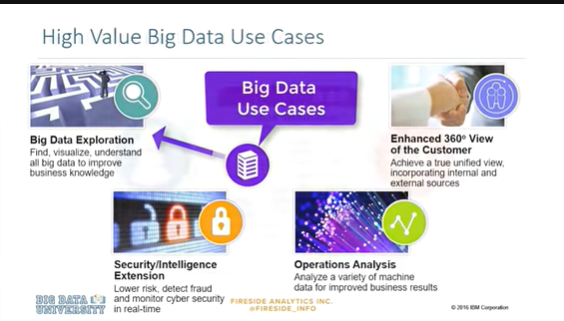 High Value Big Data Use Cases
Big Data
Use Cases
Big Data Exploration
Find, visualize, understand
all big data to improve
business knowledge
Enhanced 360º View
of the Customer
Achieve a true unified view,
incorporating internal and
external sources
Security/Intelligence
Extension
Lower risk, detect fraud
and monitor cyber security
in real-time
Operations Analysis
Analyze a variety of machine
data for improved business results
BIG DATA
UNIVERSITY
FIRESIDE ANALYTICS INC.
@FIRESIDE_INFO
© 2016 IBM Corporation